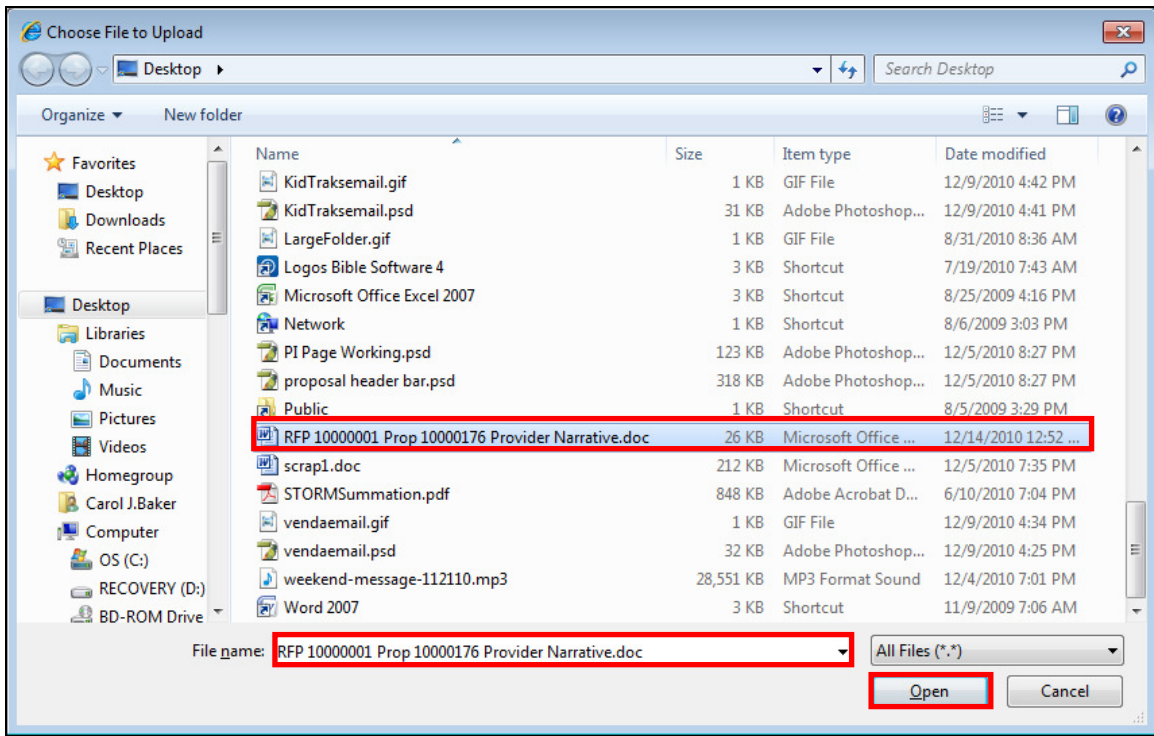 Choose File to Upload
Desktop
Search Desktop
Organize
New folder
Favorites
Desktop
Downloads
Recent Places
Desktop
Libraries
Documents
Music
Pictures
Videos
Homegroup
Carol J.Baker
Computer
OS (C:)
RECOVERY (D:)
BD-ROM Drive
Name Size Item type Date modified
KidTraksemail.gif 1 KB GIF File 12/9/2010 4:42 PM
KidTraksemail.psd 31 KB Adobe Photoshop... 12/9/2010 4:41 PM
LargeFolder.gif 1 KB GIF File 8/31/2010 8:36 AM
Logos Bible Software 4 3 KB Shortcut 7/19/2010 7:43 AM
Microsoft Office Excel 2007 3 KB Shortcut 8/25/2009 4:16 PM
Network 1 KB Shortcut 8/6/2009 3:03 PM
PI Page Working.psd 123 KB Adobe Photoshop... 12/5/2010 8:27 PM
proposal header bar.psd 318 KB Adobe Photoshop... 12/5/2010 8:27 PM
Public 1 KB Shortcut 8/5/2009 3:29 PM
RFP 10000001 Prop 10000176 Provider Narrative.doc 26 KB Microsoft Office ... 12/14/2010 12:52 ...
scrap1.doc 212 KB Microsoft Office ... 12/5/2010 7:35 PM
STORMSummation.pdf 848 KB Adobe Acrobat D... 6/10/2010 7:04 PM
vendaemail.gif 1 KB GIF File 12/9/2010 4:34 PM
vendaemail.psd 32 KB Adobe Photoshop... 12/9/2010 4:25 PM
weekend-message-112110.mp3 28,551 KB MP3 Format Sound 12/4/2010 7:01 PM
Word 2007 3 KB Shortcut 11/9/2009 7:06 AM
File name: RFP 10000001 Prop 10000176 Provider Narrative.doc
All Files (*.*)
Open
Cancel